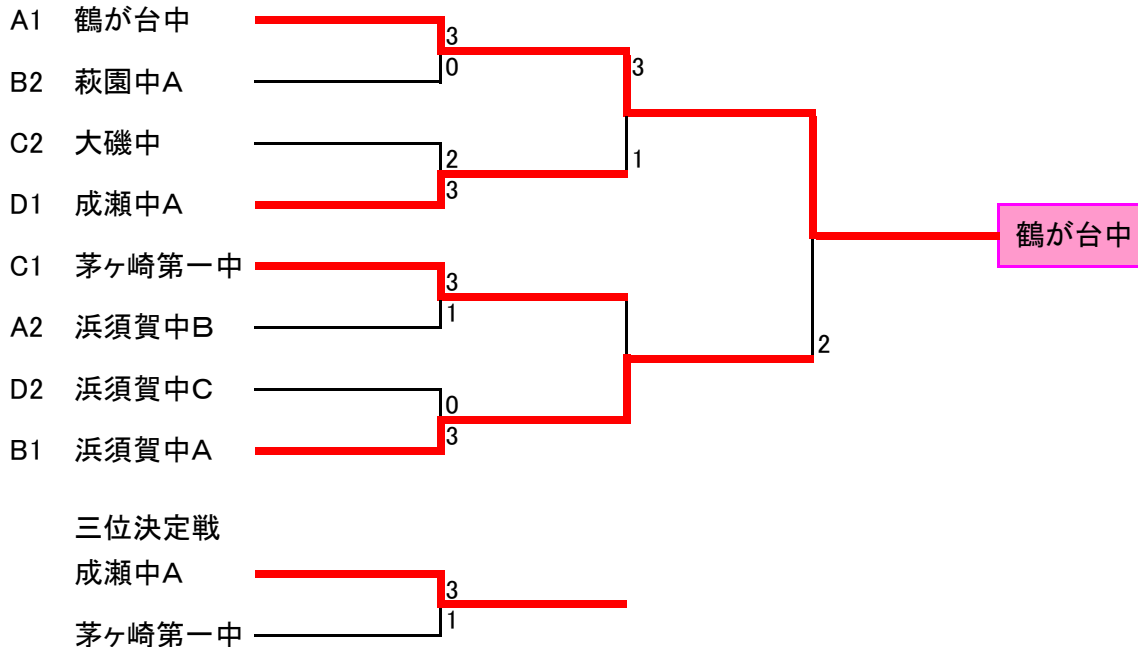 A1 鶴が台中
3
0
B2 萩園中A
3
C2 大磯中
2
1
3
D1 成瀬中A
鶴が台中
C1 茅ヶ崎第一中
3
1
A2 浜須賀中B
2
D2 浜須賀中C
0
3
B1 浜須賀中A
三位決定戦
成瀬中A
3
1
茅ヶ崎第一中